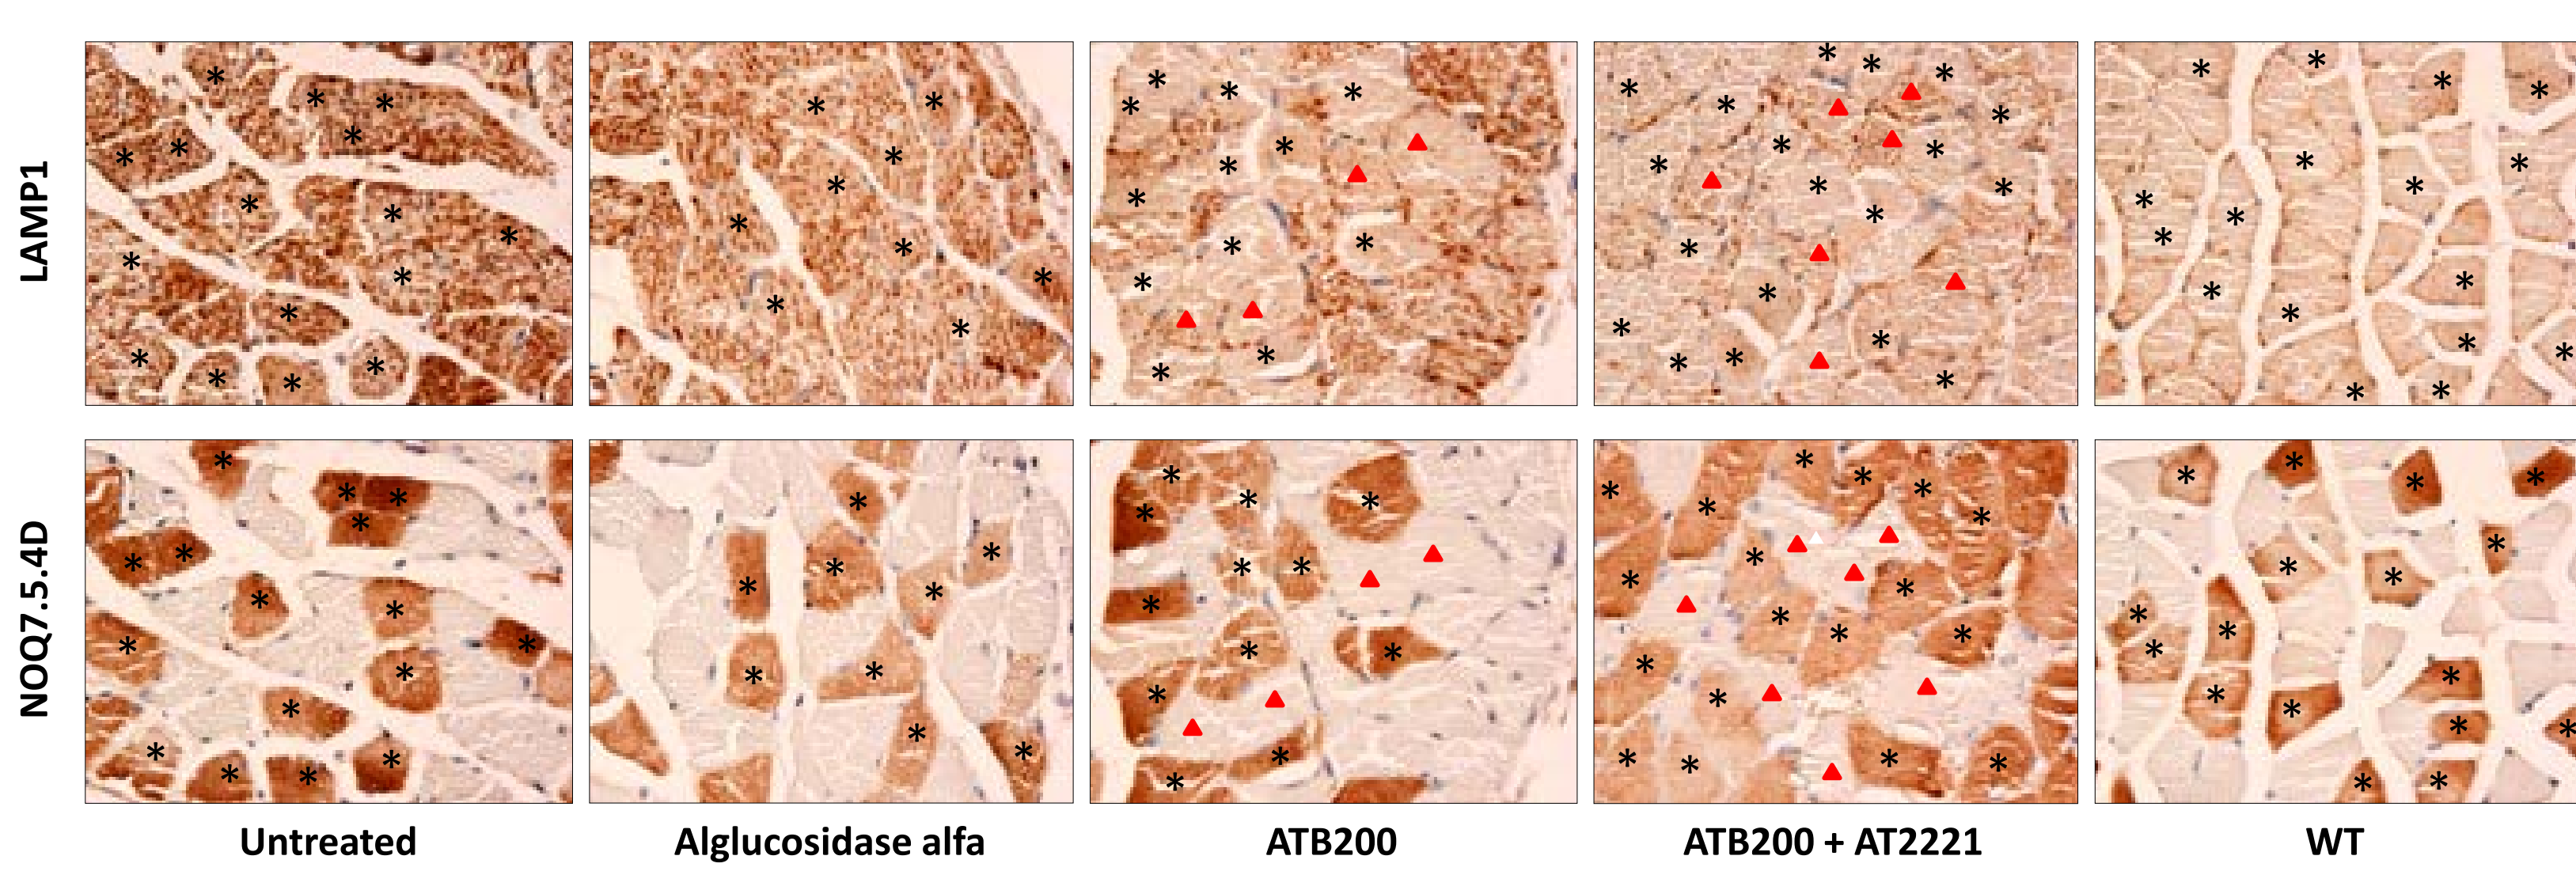 LAMP1
NOQ7.5.4D
Untreated
Alglucosidase alfa
ATB200
ATB200 + AT2221
WT